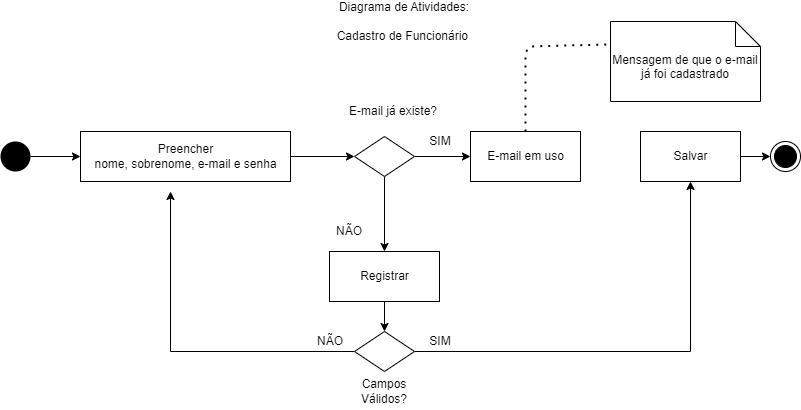 Diagrama de Atividades:
Cadastro de Funcionário
Mensagem de que o e-mail
já foi cadastrado
E-mail já existe?
Preencher
nome, sobrenome, e-mail e senha
SIM
E-mail em uso
Salvar
NÃO
Registrar
NÃO
SIM
Campos
Válidos?